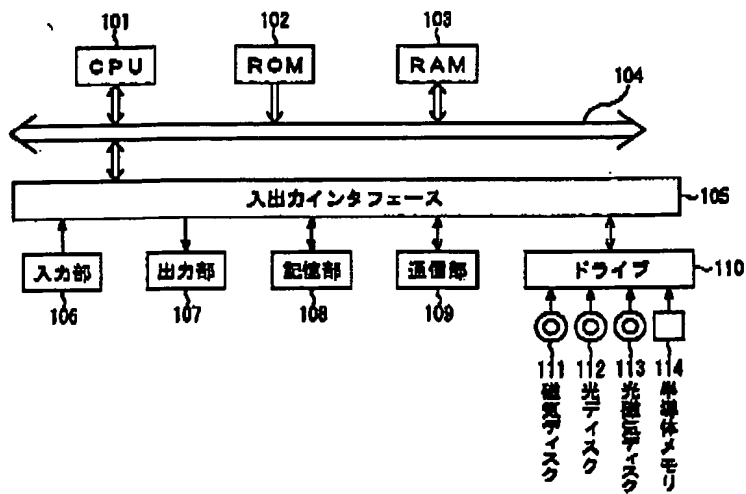 101
102
103
CPU
ROM
RAM
104
入出力インタフェース
105
入力部
出力部
記憶部
通信部
ドライブ
110
106
107
108
109
111
112
113
114
磁気ディスク
光ディスク
光磁気ディスク
半導体メモリ